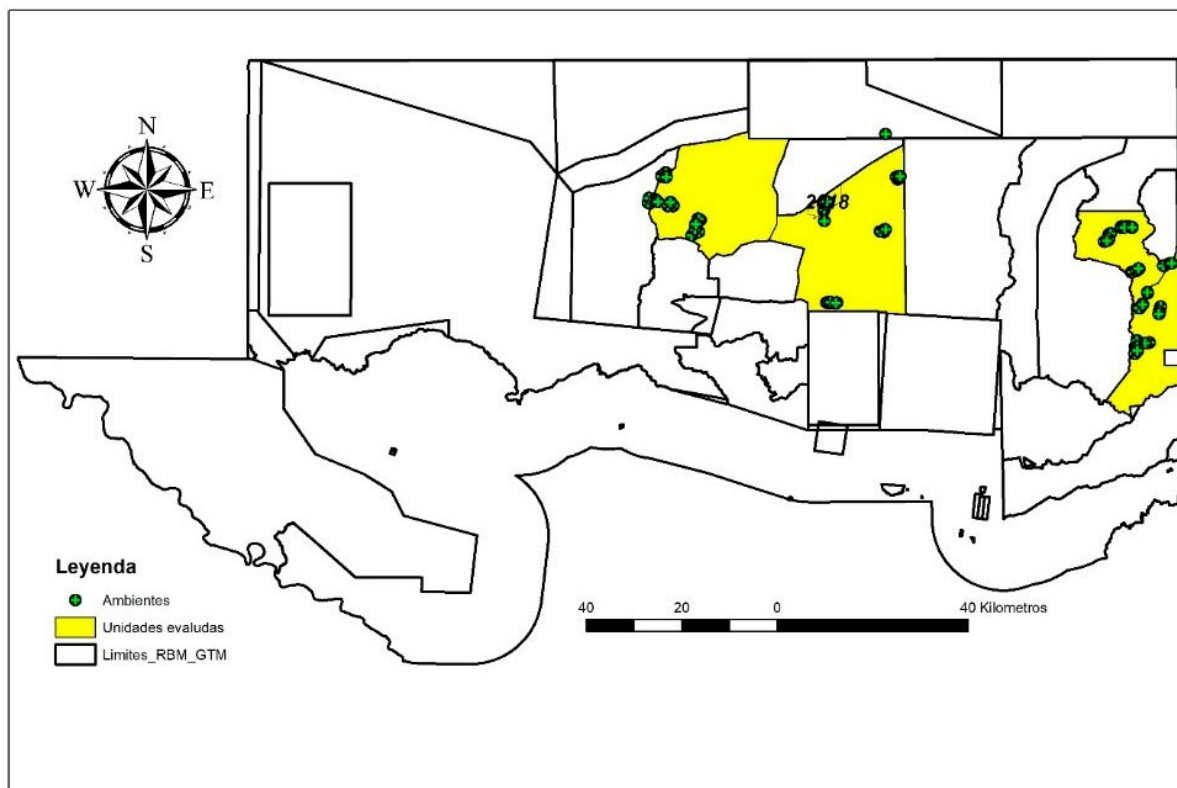 N
W E
S
2018
Leyenda
Ambientes
Unidades evaludas
Limites_RBM_GTM
40 20 0 40 Kilometros